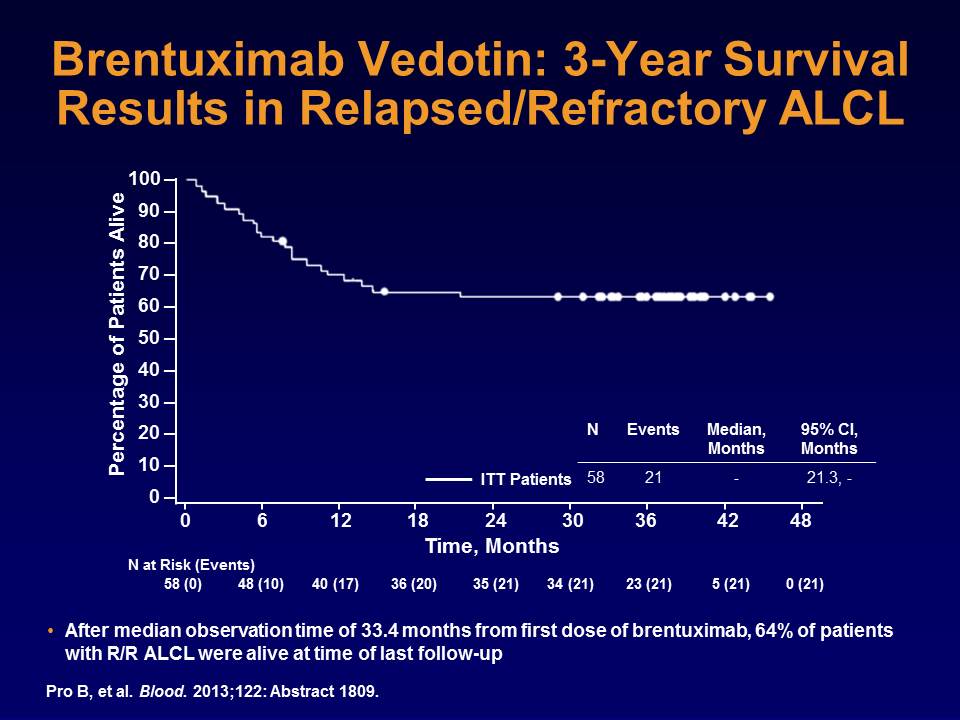 Brentuximab Vedotin: 3-Year Survival
Results in Relapsed/Refractory ALCL
Percentage of Patients Alive
100
90
80
70
60
50
40
30
20
10
0
N Events Median, Months 95% CI, Months
ITT Patients 58 21 - 21.3, -
0 6 12 18 24 30 36 42 48
Time, Months
N at Risk (Events)
58 (0) 48 (10) 40 (17) 36 (20) 35 (21) 34 (21) 23 (21) 5 (21) 0 (21)
• After median observation time of 33.4 months from first dose of brentuximab, 64% of patients
with R/R ALCL were alive at time of last follow-up
Pro B, et al. Blood. 2013;122: Abstract 1809.